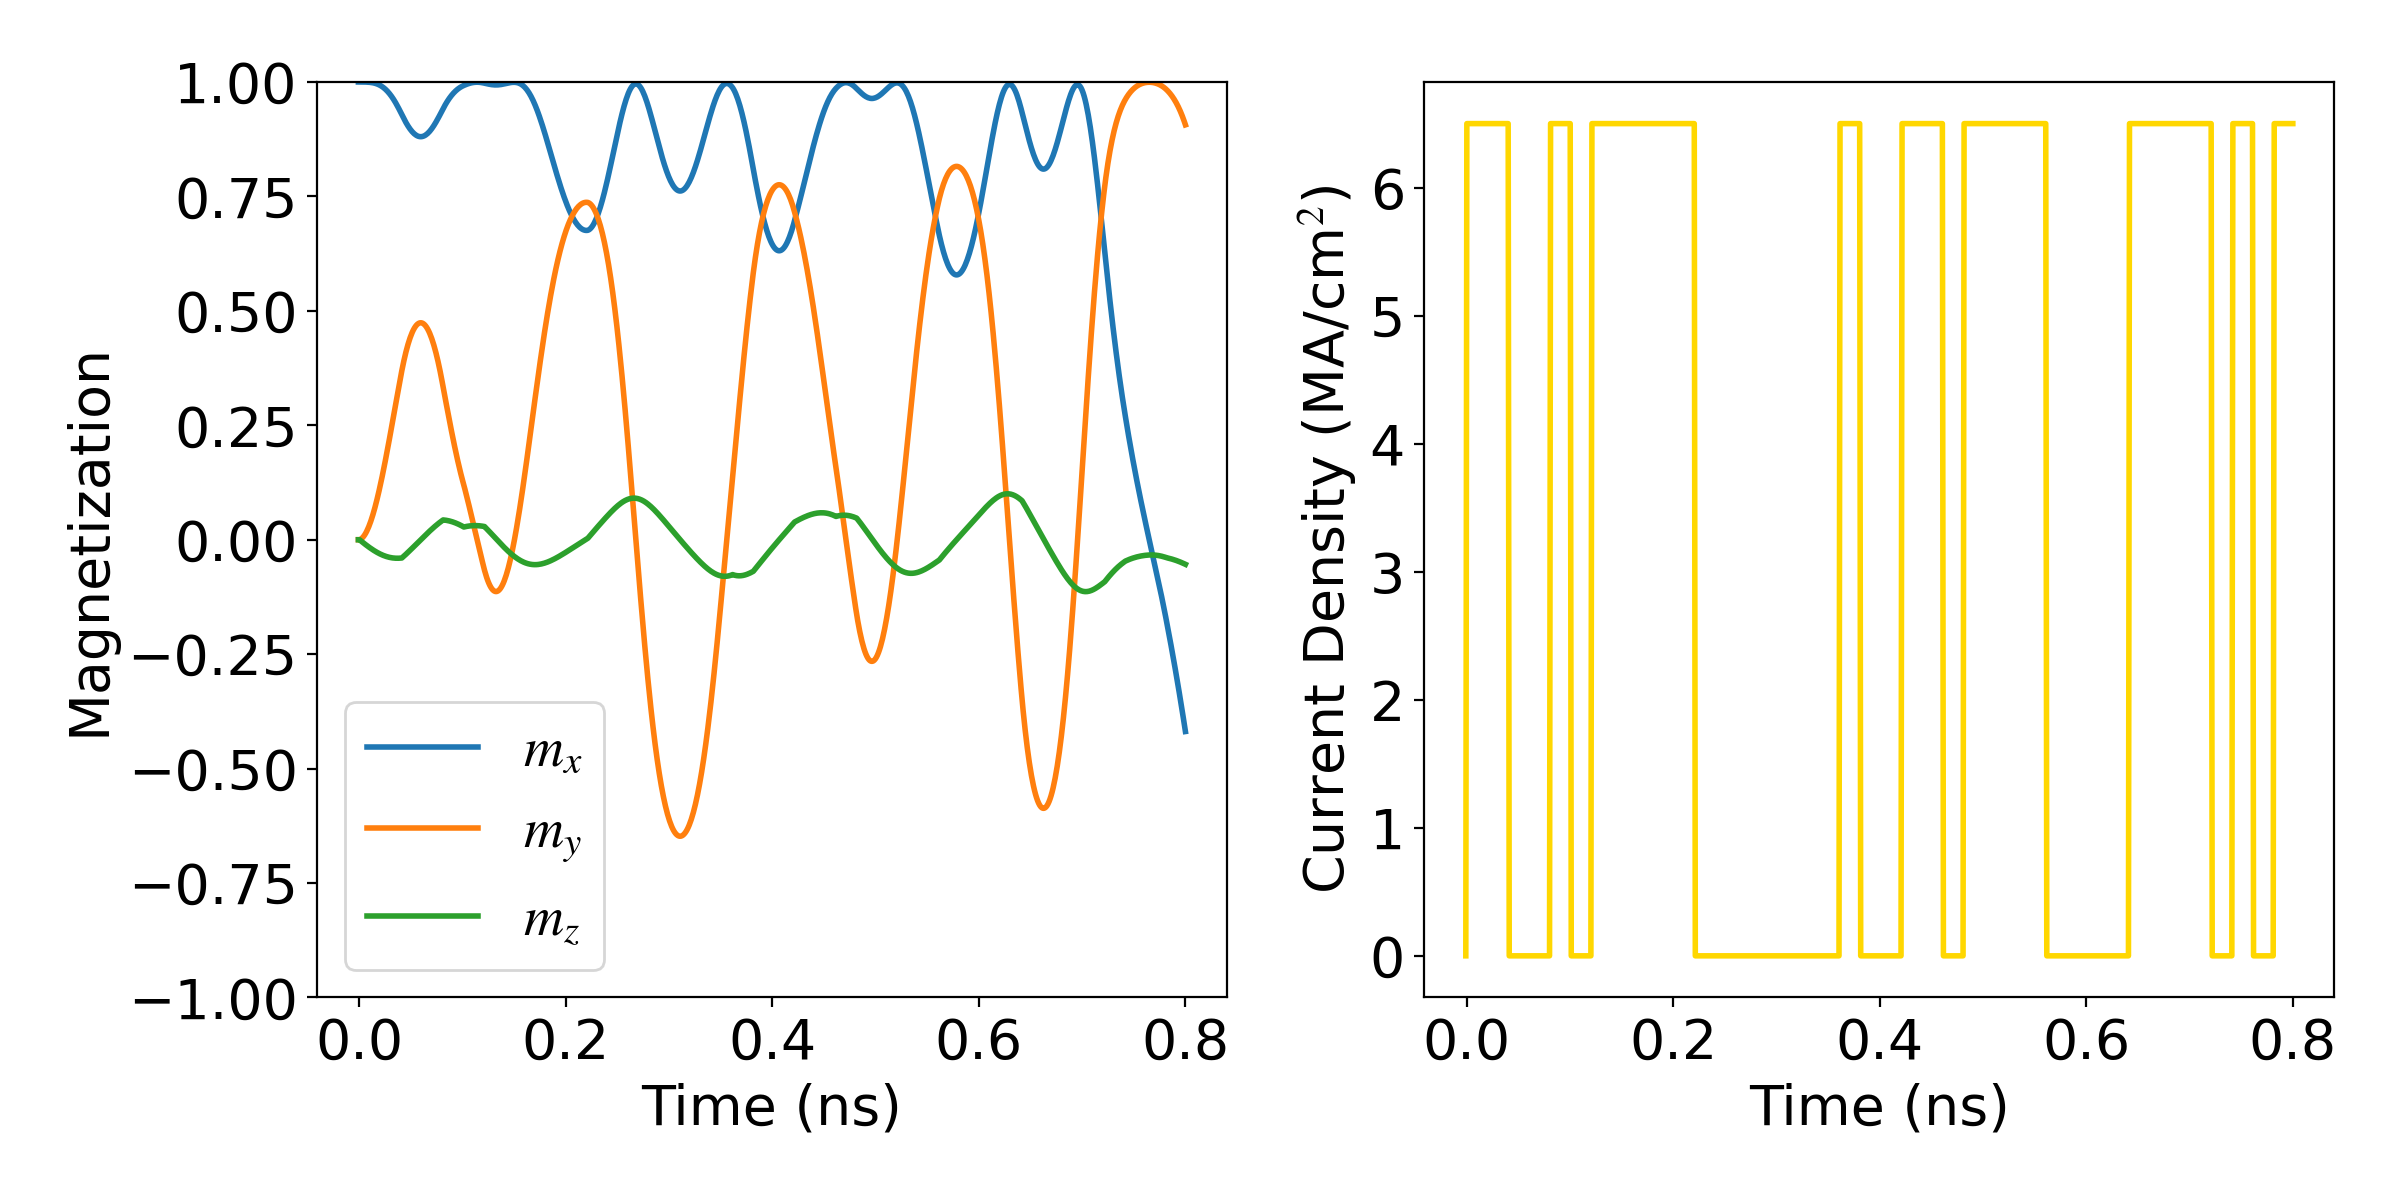 Magnetization
1.00
0.75
0.50
0.25
0.00
−0.25
−0.50
−0.75
−1.00
m_x
m_y
m_z
0.0 0.2 0.4 0.6 0.8
Time (ns)
Current Density (MA/cm²)
6
5
4
3
2
1
0
0.0 0.2 0.4 0.6 0.8
Time (ns)